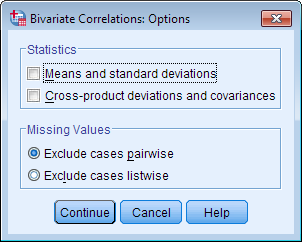 Bivariate Correlations: Options
Statistics
Means and standard deviations
Cross-product deviations and covariances
Missing Values
Exclude cases pairwise
Exclude cases listwise
Continue Cancel Help